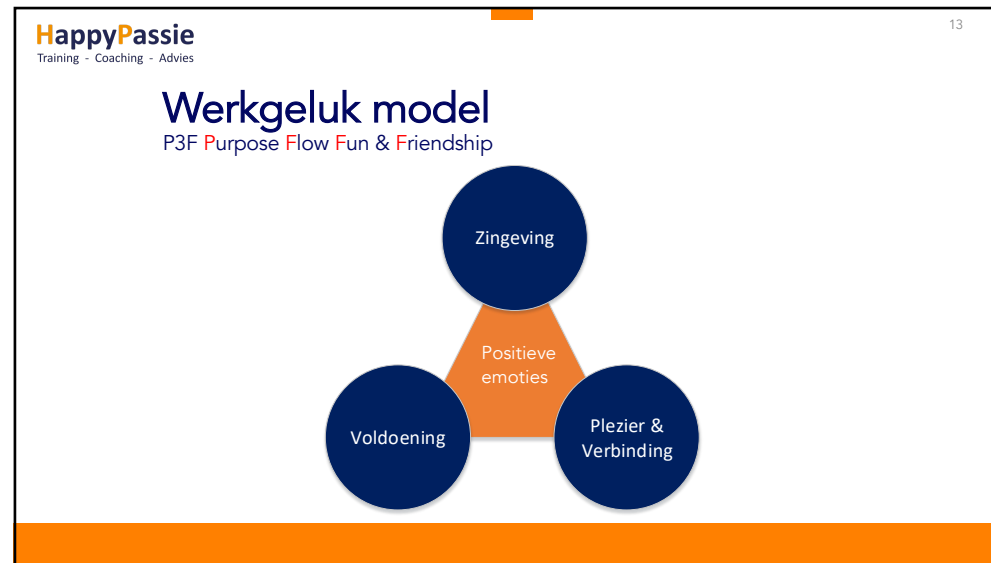 HappyPassie
Training - Coaching - Advies
13
Werkgeluk model
P3F Purpose Flow Fun & Friendship
Zingeving
Positieve
emoties
Voldoening
Plezier &
Verbinding